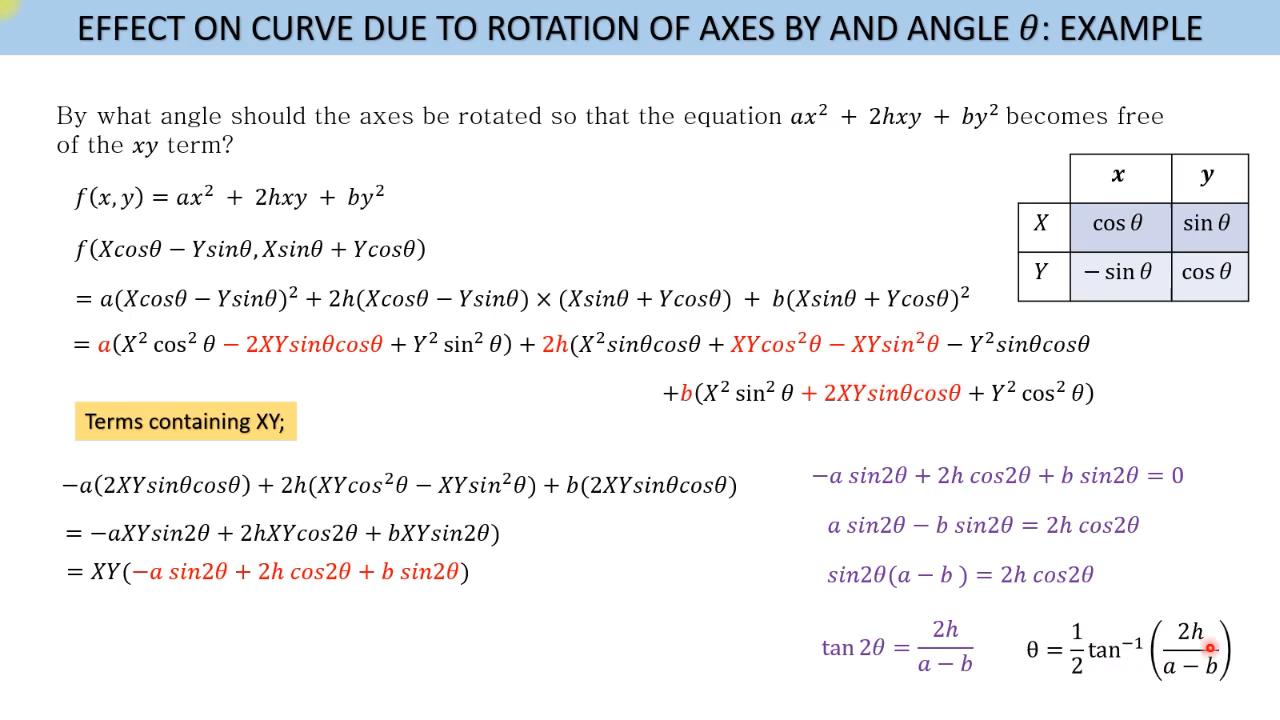 EFFECT ON CURVE DUE TO ROTATION OF AXES BY AND ANGLE θ: EXAMPLE
By what angle should the axes be rotated so that the equation ax² + 2hxy + by² becomes free
of the xy term?
x y
X cos θ sin θ
Y − sin θ cos θ
f(x, y) = ax² + 2hxy + by²
f(Xcosθ − Ysinθ, Xsinθ + Ycosθ)
= a(Xcosθ − Ysinθ)² + 2h(Xcosθ − Ysinθ) × (Xsinθ + Ycosθ) + b(Xsinθ + Ycosθ)²
= a(X² cos² θ − 2XYsinθcosθ + Y² sin² θ) + 2h(X²sinθcosθ + XYcos²θ − XYsin²θ − Y²sinθcosθ
+b(X² sin² θ + 2XYsinθcosθ + Y² cos² θ)
Terms containing XY;
−a(2XYsinθcosθ) + 2h(XYcos²θ − XYsin²θ) + b(2XYsinθcosθ)
= −aXYsin2θ + 2hXYcos2θ + bXYsin2θ)
= XY(−a sin2θ + 2h cos2θ + b sin2θ)
−a sin2θ + 2h cos2θ + b sin2θ = 0
a sin2θ − b sin2θ = 2h cos2θ
sin2θ(a − b ) = 2h cos2θ
tan 2θ = 2h / a − b
θ = 1/2 tan⁻¹ (2h / a − b)